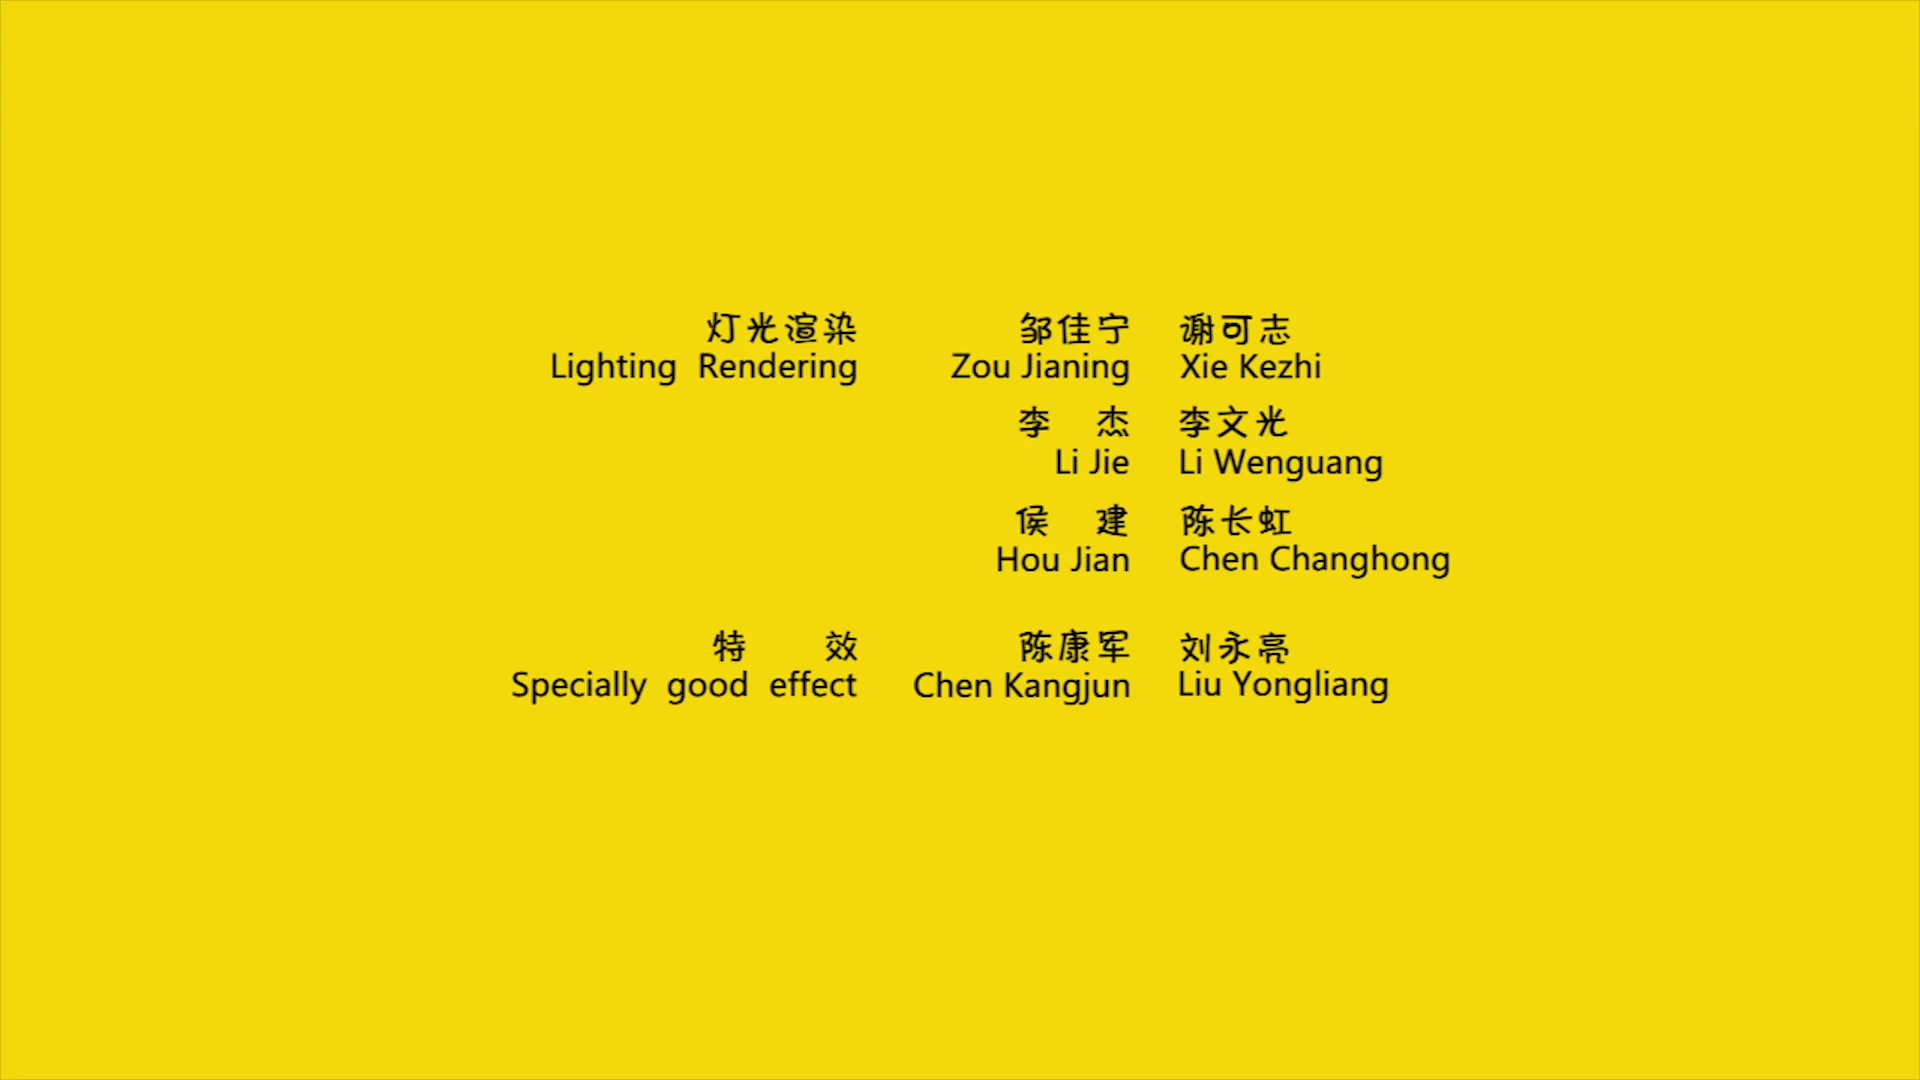 灯光渲染 邹佳宁 谢可志
Lighting Rendering Zou Jianing Xie Kezhi
李 杰 李文光
Li Jie Li Wenguang
侯 建 陈长虹
Hou Jian Chen Changhong
特 效 陈康军 刘永亮
Specially good effect Chen Kangjun Liu Yongliang